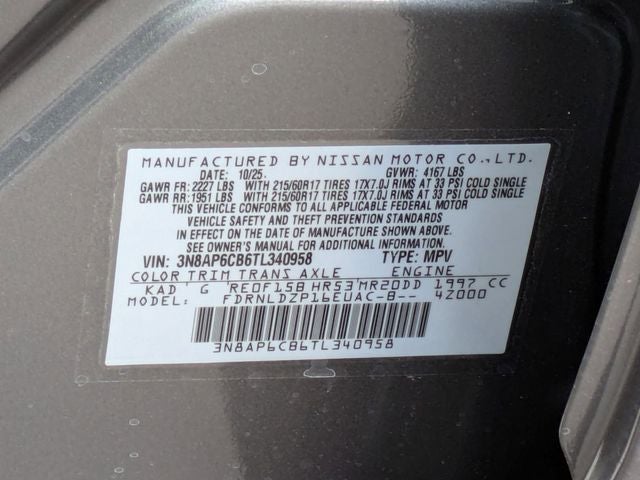 MANUFACTURED BY NISSAN MOTOR CO., LTD.
DATE: 10/25 GVWR: 4167 LBS
GAWR FR: 2227 LBS WITH 215/60R17 TIRES 17X7.0J RIMS AT 33 PSI COLD SINGLE
GAWR RR: 1951 LBS WITH 215/60R17 TIRES 17X7.0J RIMS AT 33 PSI COLD SINGLE
THIS VEHICLE CONFORMS TO ALL APPLICABLE FEDERAL MOTOR
VEHICLE SAFETY AND THEFT PREVENTION STANDARDS
IN EFFECT ON THE DATE OF MANUFACTURE SHOWN ABOVE.
SEE OWNER'S MANUAL FOR ADDITIONAL INFORMATION.
VIN: 3N8AP6CB6TL340958 TYPE: MPV
COLOR TRIM TRANS AXLE ENGINE
KAD G RE0F15B HR53 MR20DD 1997 CC
MODEL: FDRNLDZP16EUAC-B-- 4Z000
3N8AP6CB6TL340958